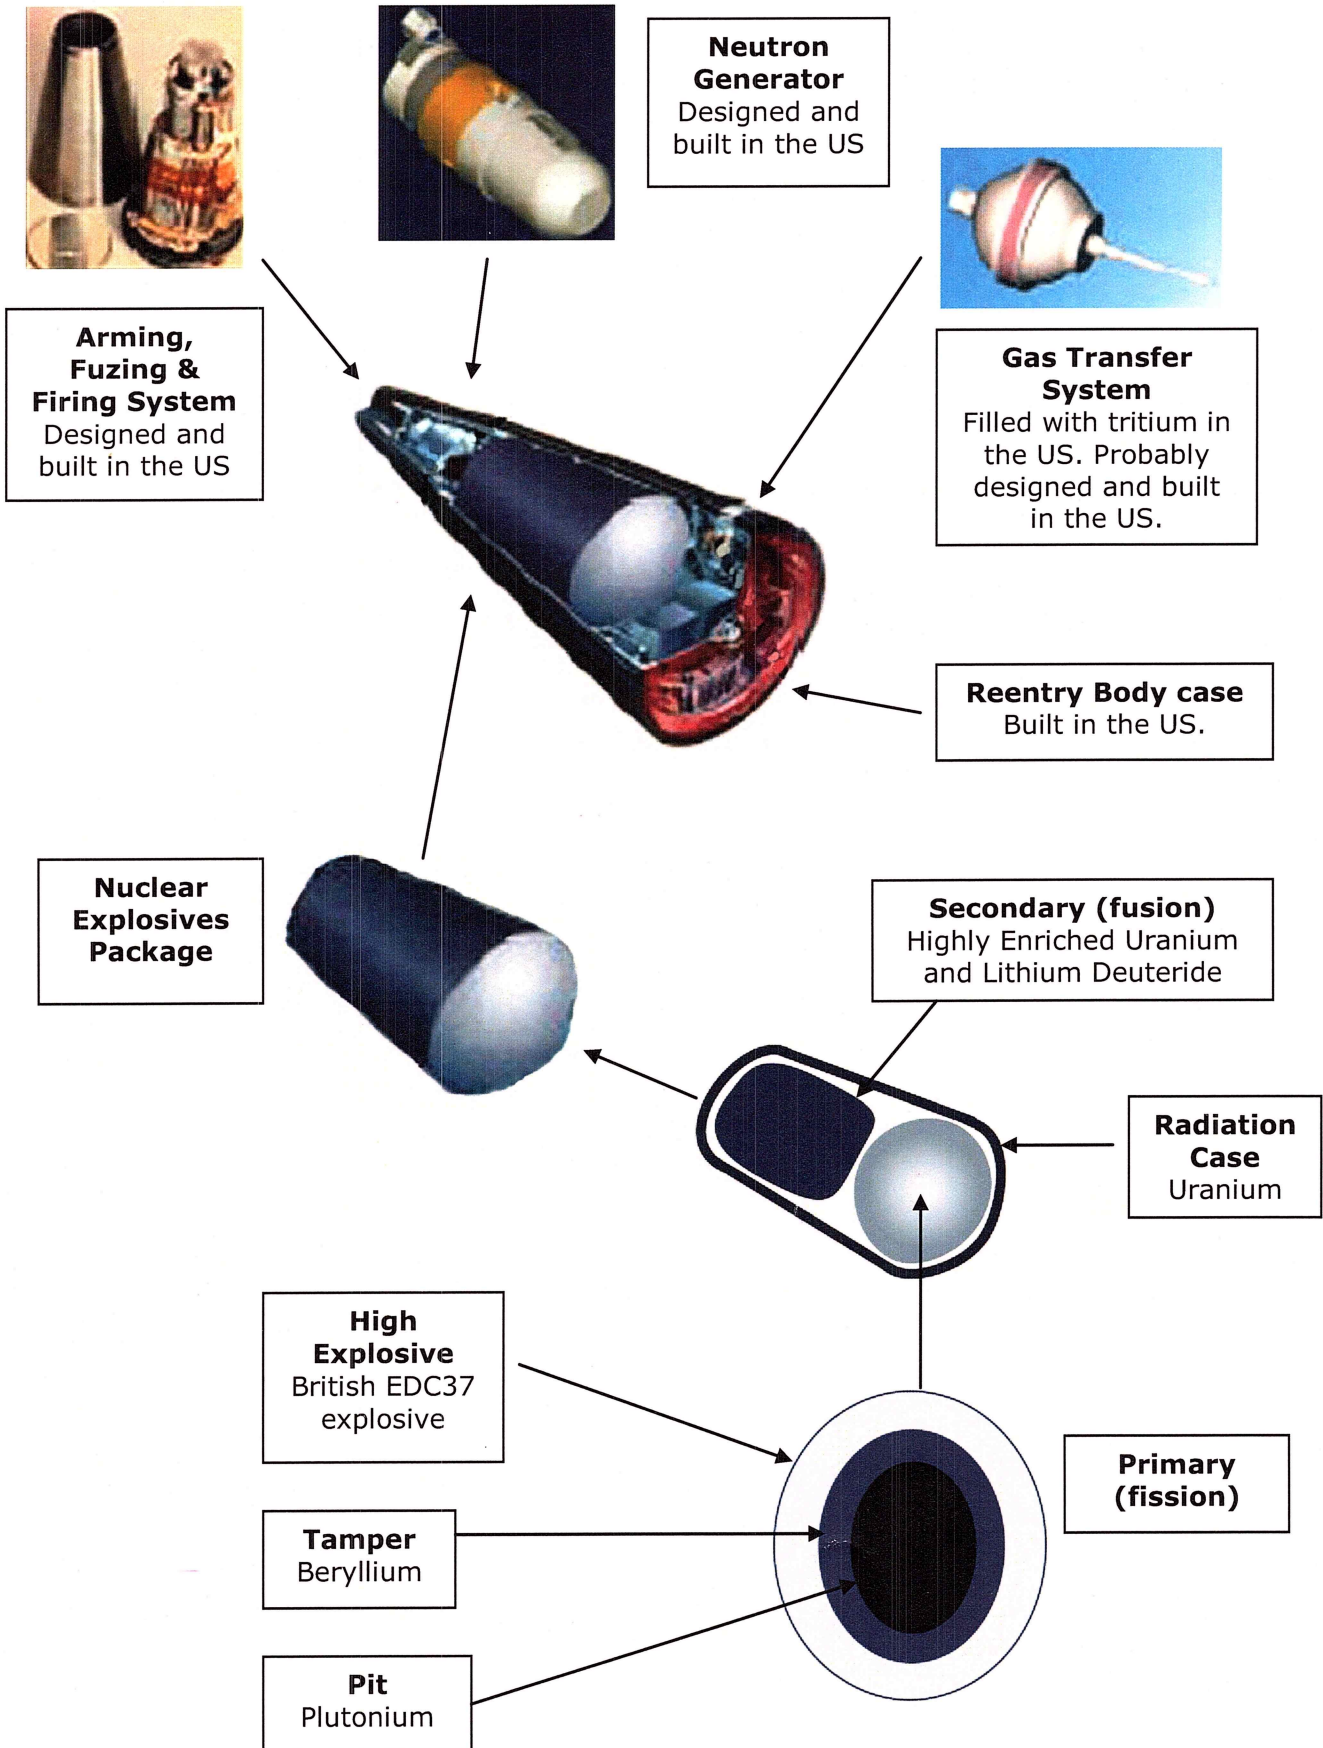 Neutron
Generator
Designed and
built in the US
Arming,
Fuzing &
Firing System
Designed and
built in the US
Gas Transfer
System
Filled with tritium in
the US. Probably
designed and built
in the US.
Reentry Body case
Built in the US.
Nuclear
Explosives
Package
Secondary (fusion)
Highly Enriched Uranium
and Lithium Deuteride
Radiation
Case
Uranium
High
Explosive
British EDC37
explosive
Primary
(fission)
Tamper
Beryllium
Pit
Plutonium